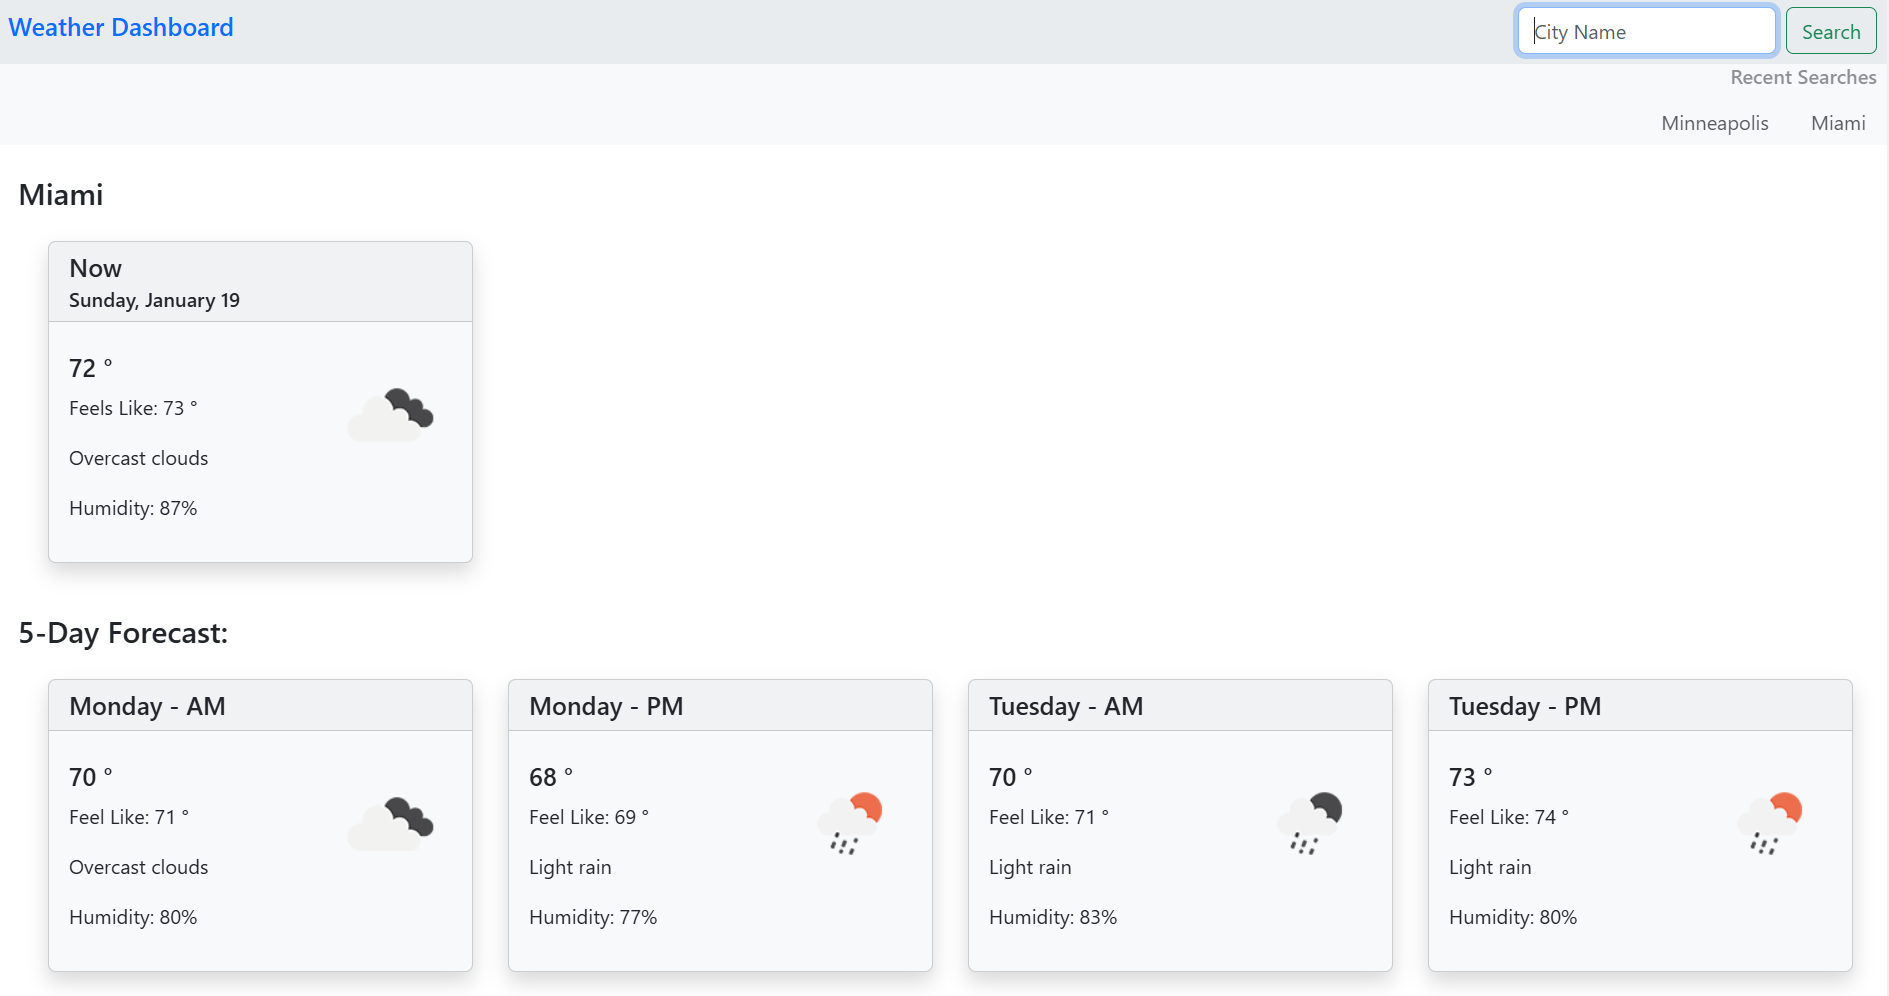 Weather Dashboard
City Name
Search
Recent Searches
Minneapolis
Miami
Miami
Now
Sunday, January 19
72 °
Feels Like: 73 °
Overcast clouds
Humidity: 87%
5-Day Forecast:
Monday - AM
70 °
Feel Like: 71 °
Overcast clouds
Humidity: 80%
Monday - PM
68 °
Feel Like: 69 °
Light rain
Humidity: 77%
Tuesday - AM
70 °
Feel Like: 71 °
Light rain
Humidity: 83%
Tuesday - PM
73 °
Feel Like: 74 °
Light rain
Humidity: 80%